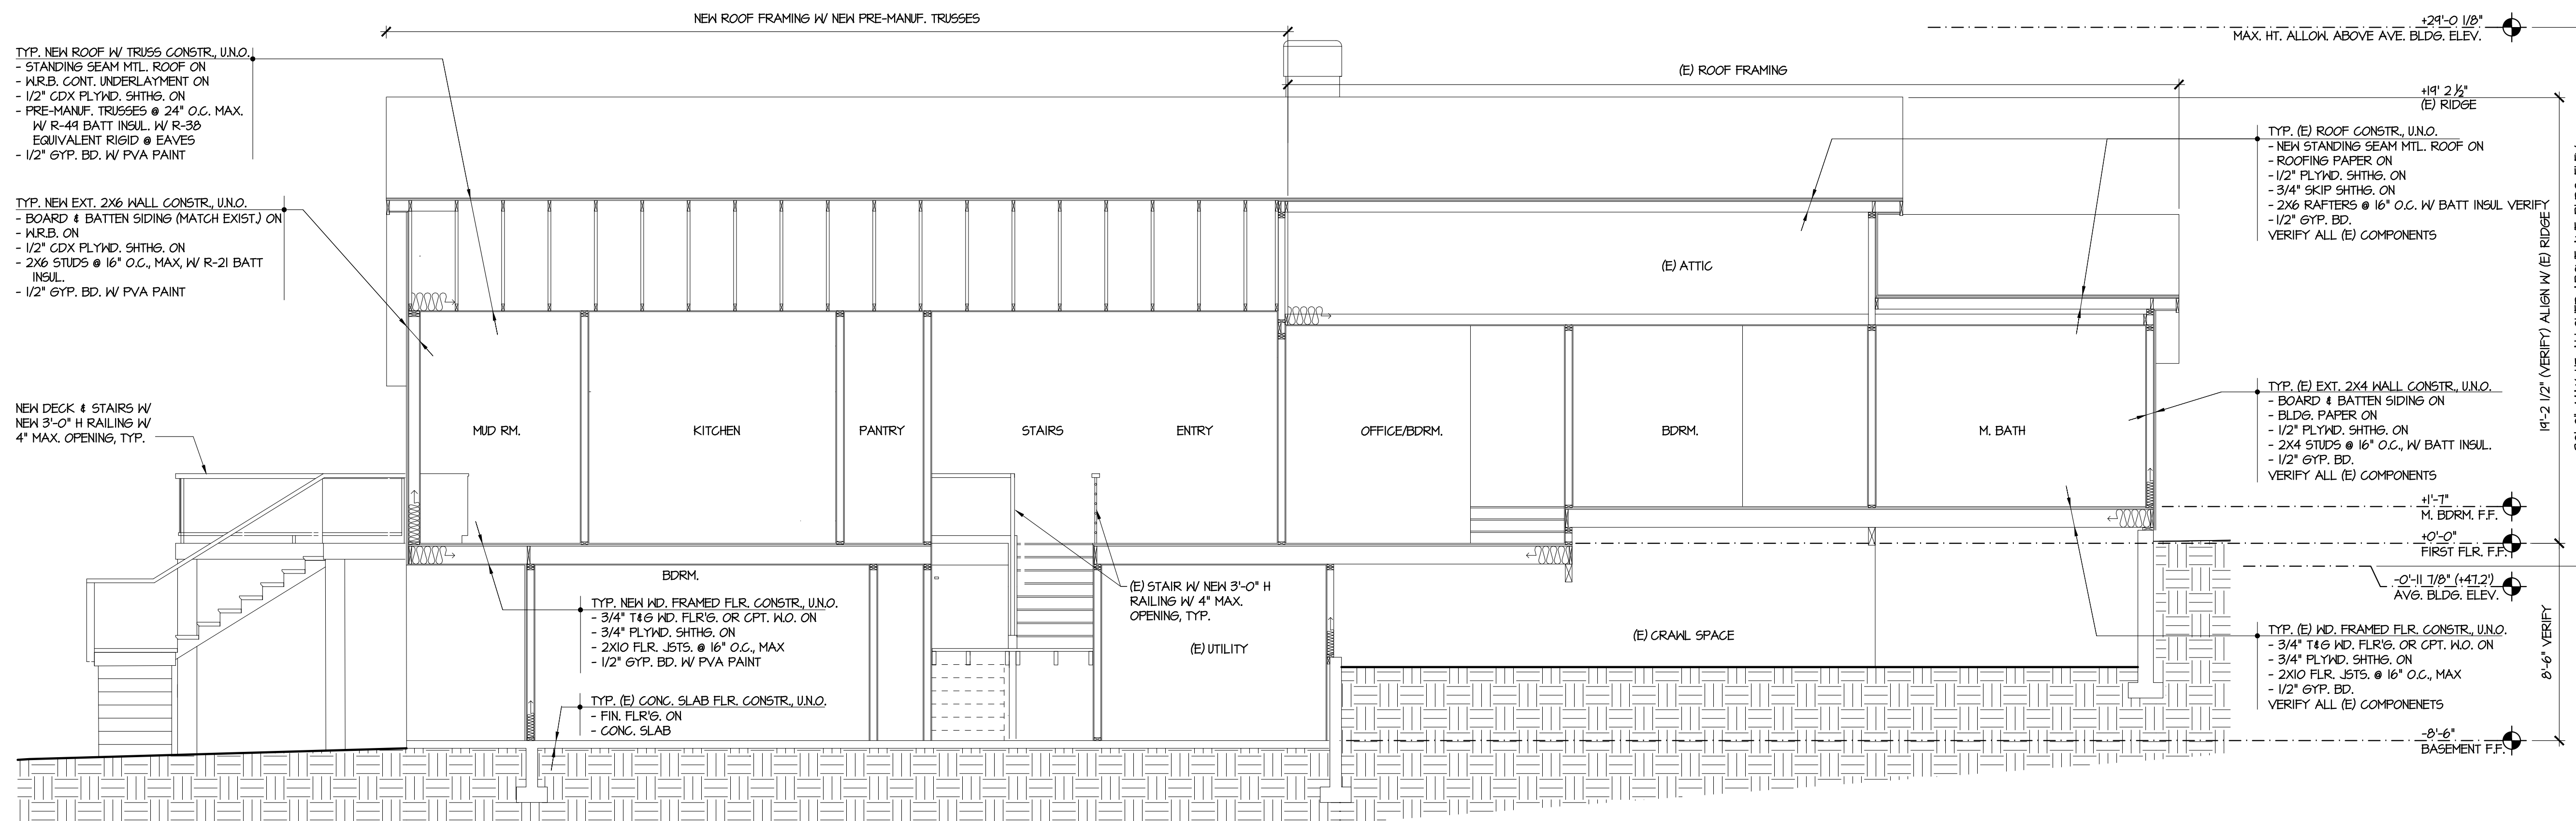 NEW ROOF FRAMING W/ NEW PRE-MANUF. TRUSSES
+29'-0 1/8"
MAX. HT. ALLOW. ABOVE AVE. BLDG. ELEV.
TYP. NEW ROOF W/ TRUSS CONSTR., U.N.O.
- STANDING SEAM MTL. ROOF ON
- W.R.B. CONT. UNDERLAYMENT ON
- 1/2" CDX PLYWD. SHTHG. ON
- PRE-MANUF. TRUSSES @ 24" O.C. MAX.
W/ R-49 BATT INSUL. W/ R-38
EQUIVALENT RIGID @ EAVES
- 1/2" GYP. BD. W/ PVA PAINT
(E) ROOF FRAMING
+19' 2 ½"
(E) RIDGE
TYP. (E) ROOF CONSTR., U.N.O.
- NEW STANDING SEAM MTL. ROOF ON
- ROOFING PAPER ON
- 1/2" PLYWD. SHTHG. ON
- 3/4" SKIP SHTHG. ON
- 2X6 RAFTERS @ 16" O.C. W/ BATT INSUL VERIFY
- 1/2" GYP. BD.
VERIFY ALL (E) COMPONENTS
TYP. NEW EXT. 2X6 WALL CONSTR., U.N.O.
- BOARD & BATTEN SIDING (MATCH EXIST.) ON
- W.R.B. ON
- 1/2" CDX PLYWD. SHTHG. ON
- 2X6 STUDS @ 16" O.C., MAX, W/ R-21 BATT
INSUL.
- 1/2" GYP. BD. W/ PVA PAINT
(E) ATTIC
19'-2 1/2" (VERIFY) ALIGN W/ (E) RIDGE
NEW DECK & STAIRS W/
NEW 3'-0" H RAILING W/
4" MAX. OPENING, TYP.
MUD RM.
KITCHEN
PANTRY
STAIRS
ENTRY
OFFICE/BDRM.
BDRM.
M. BATH
TYP. (E) EXT. 2X4 WALL CONSTR., U.N.O.
- BOARD & BATTEN SIDING ON
- BLDG. PAPER ON
- 1/2" PLYWD. SHTHG. ON
- 2X4 STUDS @ 16" O.C., W/ BATT INSUL.
- 1/2" GYP. BD.
VERIFY ALL (E) COMPONENTS
+1'-7"
M. BDRM. F.F.
+0'-0"
FIRST FLR. F.F.
-0'-11 7/8" (+47.2')
AVG. BLDG. ELEV.
BDRM.
TYP. NEW WD. FRAMED FLR. CONSTR., U.N.O.
- 3/4" T&G WD. FLR'G. OR CPT. W.O. ON
- 3/4" PLYWD. SHTHG. ON
- 2X10 FLR. JSTS. @ 16" O.C., MAX
- 1/2" GYP. BD. W/ PVA PAINT
(E) STAIR W/ NEW 3'-0" H
RAILING W/ 4" MAX.
OPENING, TYP.
(E) UTILITY
(E) CRAWL SPACE
TYP. (E) WD. FRAMED FLR. CONSTR., U.N.O.
- 3/4" T&G WD. FLR'G. OR CPT. W.O. ON
- 3/4" PLYWD. SHTHG. ON
- 2X10 FLR. JSTS. @ 16" O.C., MAX
- 1/2" GYP. BD.
VERIFY ALL (E) COMPONENETS
8'-6" VERIFY
TYP. (E) CONC. SLAB FLR. CONSTR., U.N.O.
- FIN. FLR'G. ON
- CONC. SLAB
-8'-6"
BASEMENT F.F.